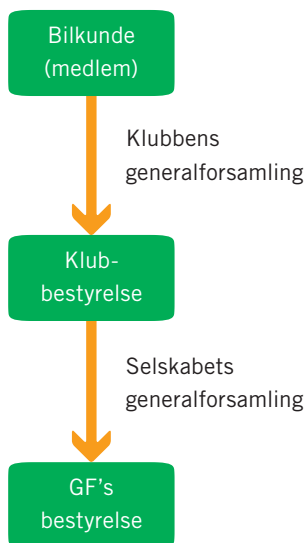 Bilkunde
(medlem)
Klubbens
generalforsamling
Klub-
bestyrelse
Selskabets
generalforsamling
GF's
bestyrelse